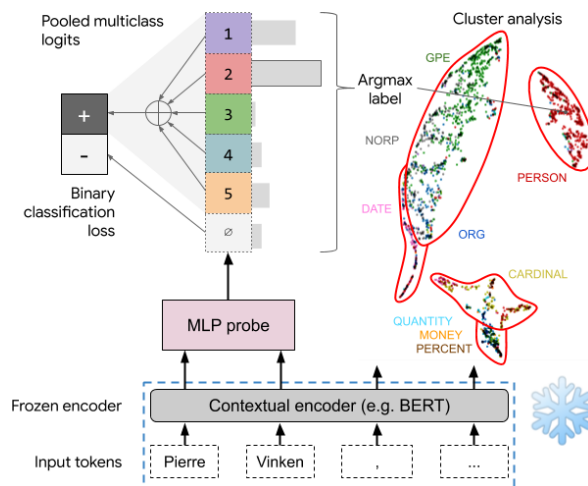 Pooled multiclass
logits
Cluster analysis
1
2
3
4
5
∅
+
-
Binary
classification
loss
Argmax
label
GPE
NORP
DATE
ORG
PERSON
CARDINAL
QUANTITY
MONEY
PERCENT
MLP probe
Frozen encoder
Contextual encoder (e.g. BERT)
Input tokens
Pierre
Vinken
,
...